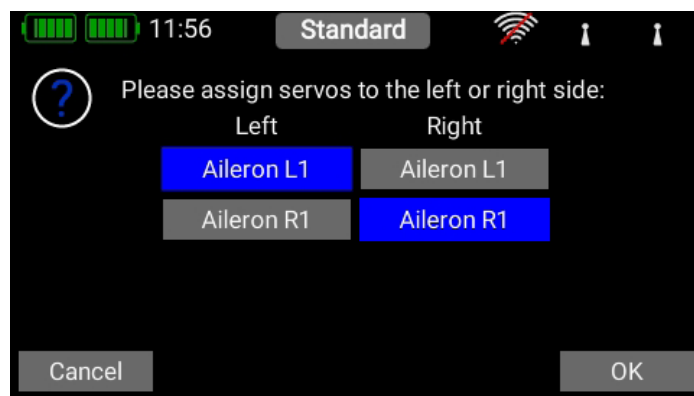 11:56 Standard
? Please assign servos to the left or right side:
Left Right
Aileron L1 Aileron L1
Aileron R1 Aileron R1
Cancel OK